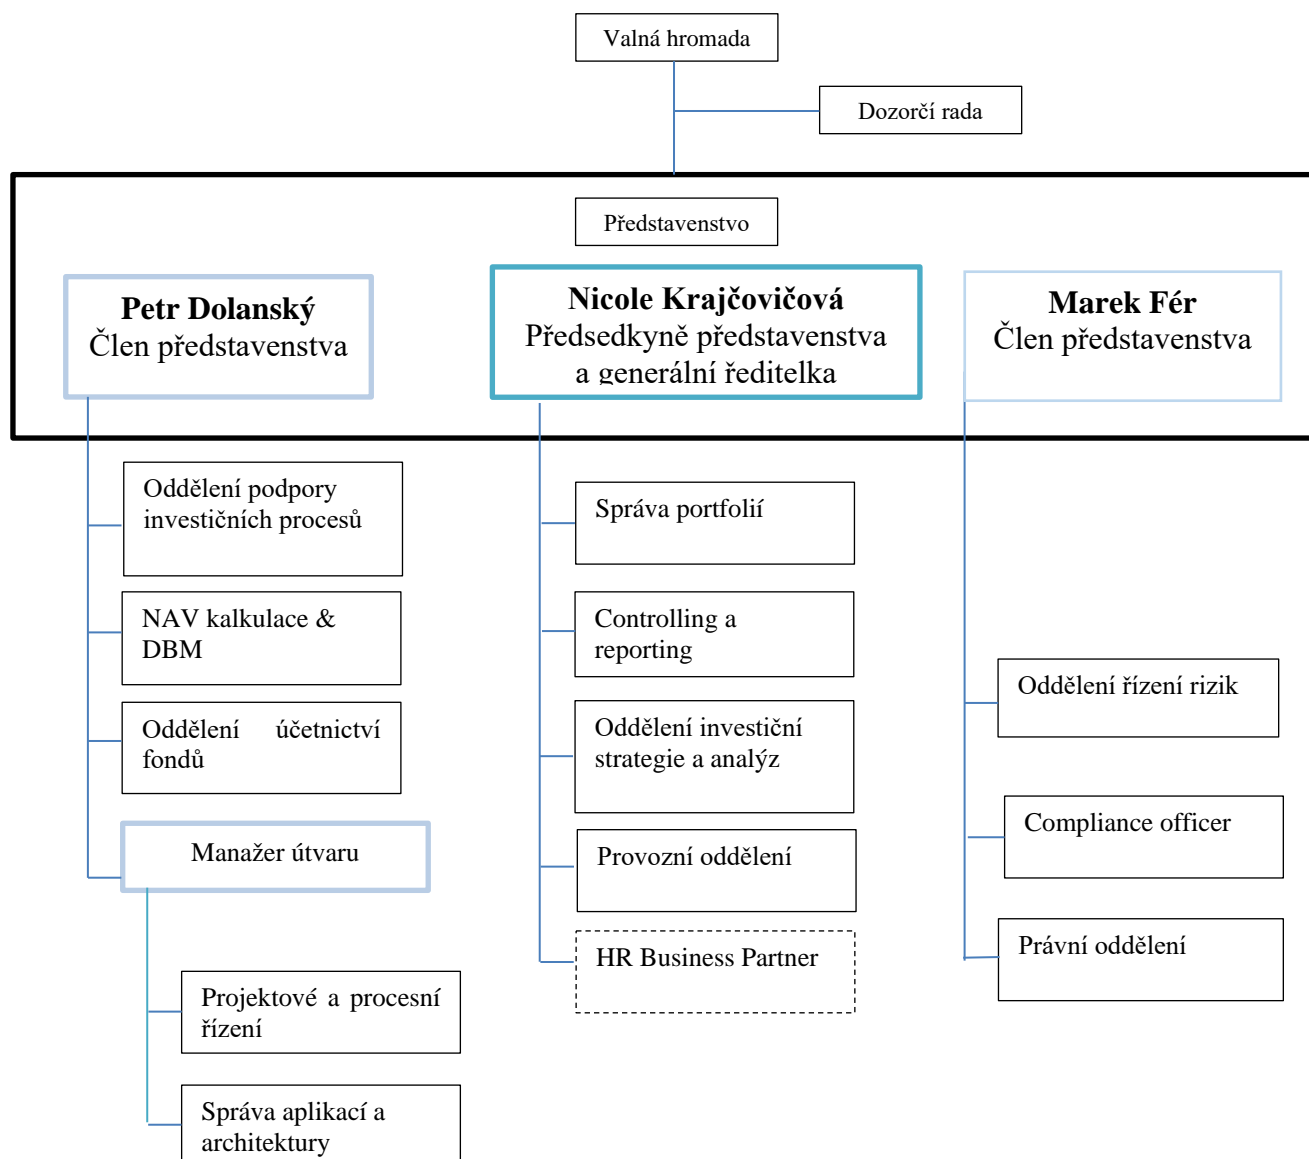 Valná hromada
Dozorčí rada
Představenstvo
Petr Dolanský
Člen představenstva
Nicole Krajčovičová
Předsedkyně představenstva
a generální ředitelka
Marek Fér
Člen představenstva
Oddělení podpory
investičních procesů
NAV kalkulace &
DBM
Oddělení účetnictví
fondů
Manažer útvaru
Projektové a procesní
řízení
Správa aplikací a
architektury
Správa portfolií
Controlling a
reporting
Oddělení investiční
strategie a analýz
Provozní oddělení
HR Business Partner
Oddělení řízení rizik
Compliance officer
Právní oddělení